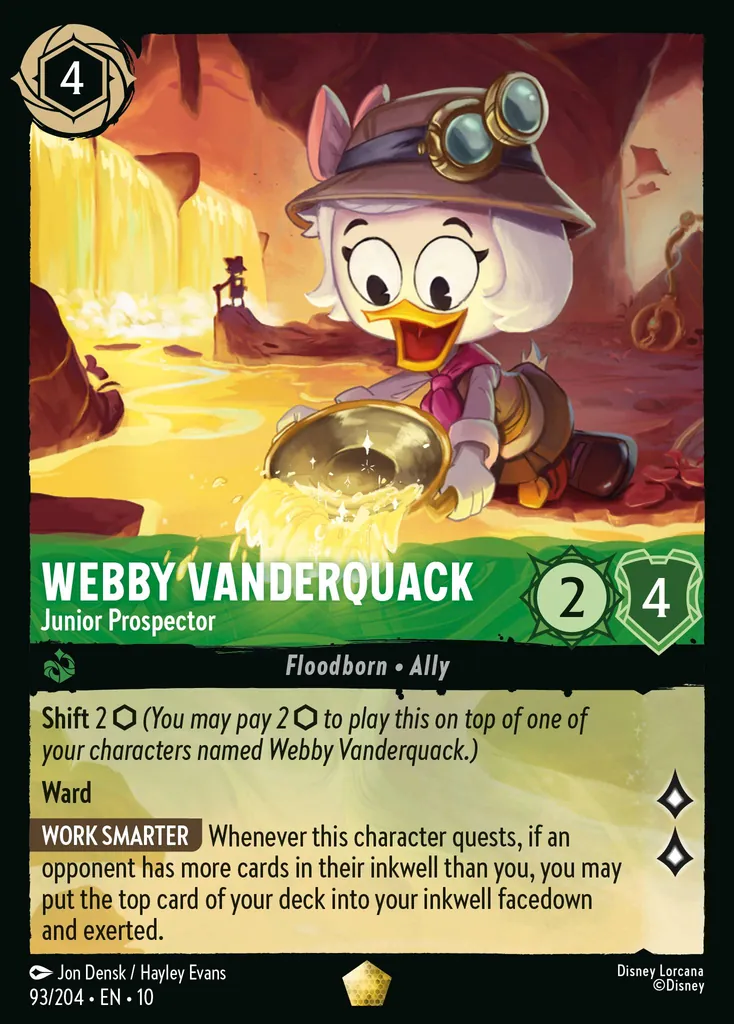 4
WEBBY VANDERQUACK
Junior Prospector
2
4
Floodborn • Ally
Shift 2 ⬡ (You may pay 2 ⬡ to play this on top of one of
your characters named Webby Vanderquack.)
Ward
WORK SMARTER Whenever this character quests, if an
opponent has more cards in their inkwell than you, you may
put the top card of your deck into your inkwell facedown
and exerted.
Jon Densk / Hayley Evans
93/204 • EN • 10
Disney Lorcana
©Disney